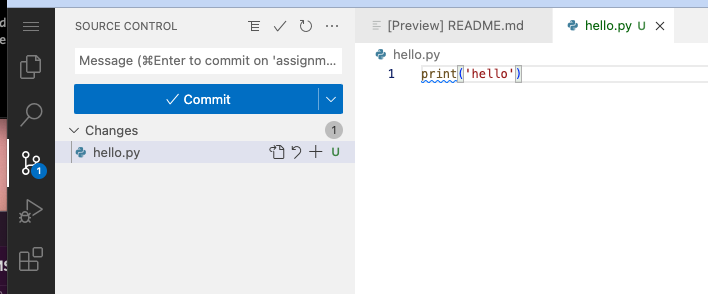 SOURCE CONTROL
Message (⌘Enter to commit on 'assignm...
Commit
Changes
1
hello.py
U
1
[Preview] README.md
hello.py U
hello.py
1 print('hello')